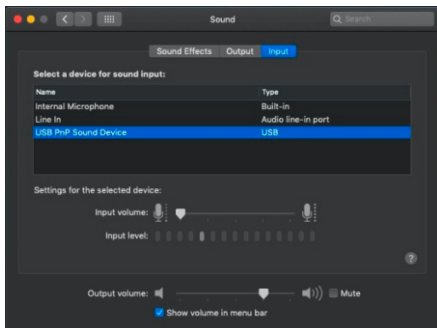 Sound
Search
Sound Effects Output Input
Select a device for sound input:
Name Type
Internal Microphone Built-in
Line In Audio line-in port
USB PnP Sound Device USB
Settings for the selected device:
Input volume:
Input level:
?
Output volume: Mute
Show volume in menu bar